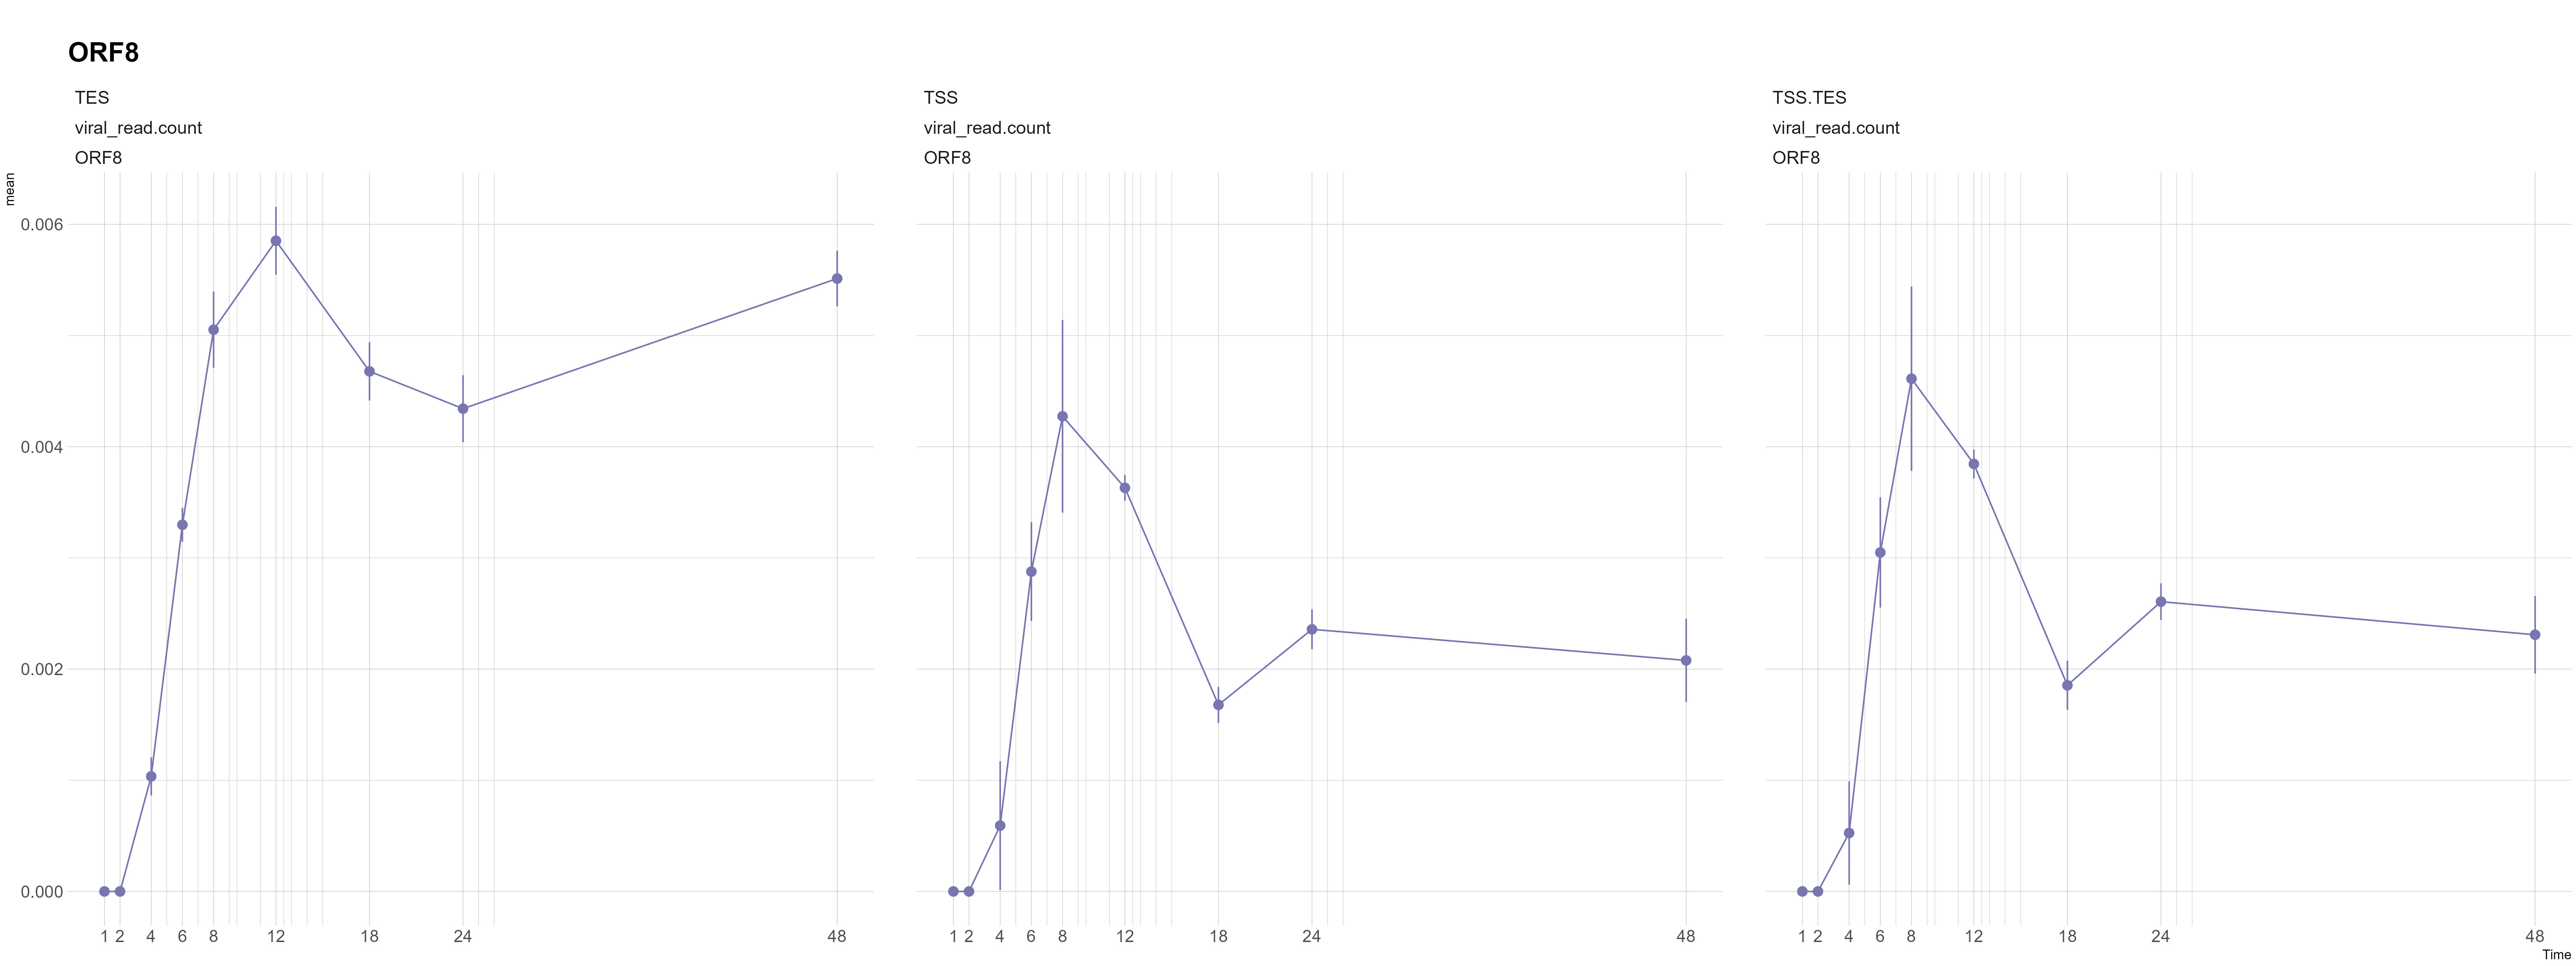 ORF8
TES
viral_read.count
ORF8
TSS
viral_read.count
ORF8
TSS.TES
viral_read.count
ORF8
mean
0.006
0.004
0.002
0.000
1 2 4 6 8 12 18 24 48
1 2 4 6 8 12 18 24 48
1 2 4 6 8 12 18 24 48
Time